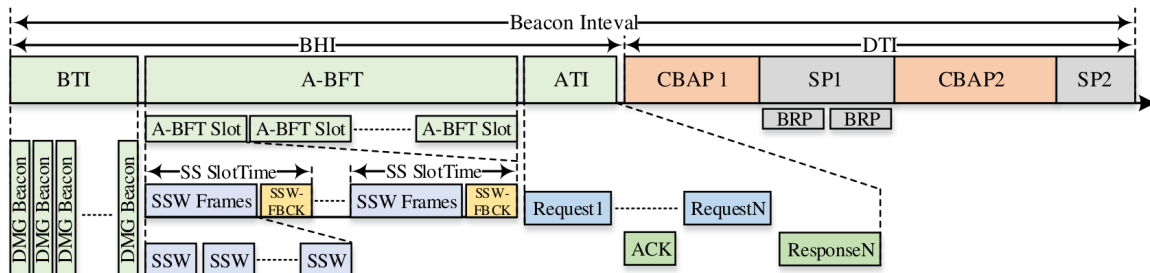 Beacon Inteval
BHI DTI
BTI A-BFT ATI CBAP 1 SP1 CBAP2 SP2
BRP BRP
A-BFT Slot A-BFT Slot A-BFT Slot
SS SlotTime SS SlotTime
DMG Beacon DMG Beacon DMG Beacon DMG Beacon
SSW Frames SSW-FBCK SSW Frames SSW-FBCK
Request1 RequestN
SSW SSW SSW
ACK ResponseN